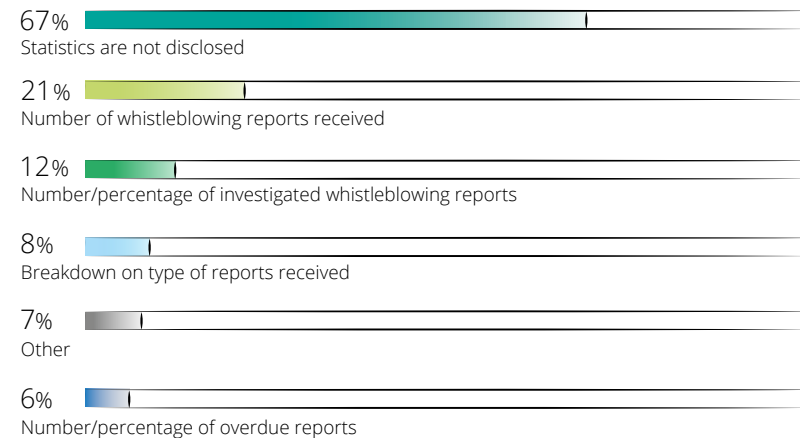 67%
Statistics are not disclosed
21%
Number of whistleblowing reports received
12%
Number/percentage of investigated whistleblowing reports
8%
Breakdown on type of reports received
7%
Other
6%
Number/percentage of overdue reports